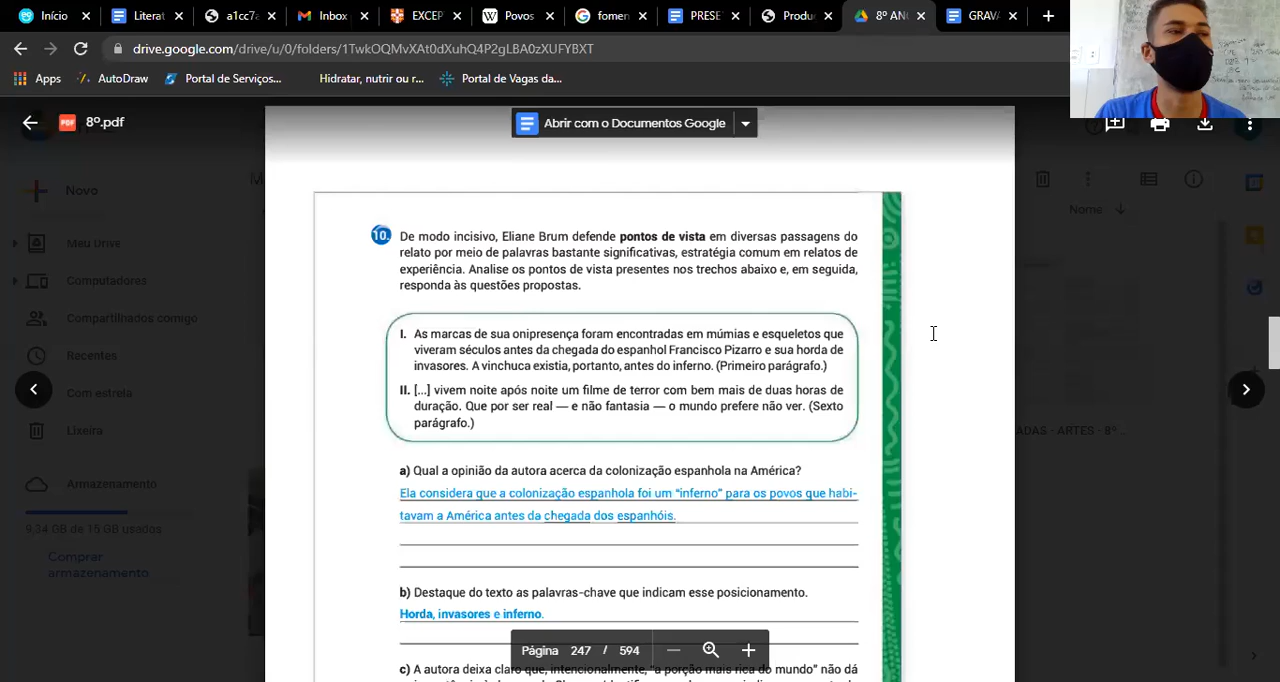 Início
Literat
a1cc7a
Inbox
EXCEP
Povos
fomen
PRESE
Produ
8º AN
GRAVA
drive.google.com/drive/u/0/folders/1TwkOQMvXAt0dXuhQ4P2gLBA0zXUFYBXT
Apps
AutoDraw
Portal de Serviços...
Hidratar, nutrir ou r...
Portal de Vagas da...
8º.pdf
Abrir com o Documentos Google
Novo
Nome
Meu Drive
Computadores
Compartilhados comigo
Recentes
Com estrela
Lixeira
Armazenamento
9,24 GB de 15 GB usados
Comprar
armazenamento
ADAS - ARTES - 8º...
10. De modo incisivo, Eliane Brum defende pontos de vista em diversas passagens do
relato por meio de palavras bastante significativas, estratégia comum em relatos de
experiência. Analise os pontos de vista presentes nos trechos abaixo e, em seguida,
responda às questões propostas.
I. As marcas de sua onipresença foram encontradas em múmias e esqueletos que
viveram séculos antes da chegada do espanhol Francisco Pizarro e sua horda de
invasores. A vinchuca existia, portanto, antes do inferno. (Primeiro parágrafo.)
II. [...] vivem noite após noite um filme de terror com bem mais de duas horas de
duração. Que por ser real — e não fantasia — o mundo prefere não ver. (Sexto
parágrafo.)
a) Qual a opinião da autora acerca da colonização espanhola na América?
Ela considera que a colonização espanhola foi um “inferno” para os povos que habi-
tavam a América antes da chegada dos espanhóis.
b) Destaque do texto as palavras-chave que indicam esse posicionamento.
Horda, invasores e inferno.
Página 247 / 594
c) A autora deixa claro que, intencionalmente, “a porção mais rica do mundo” não dá